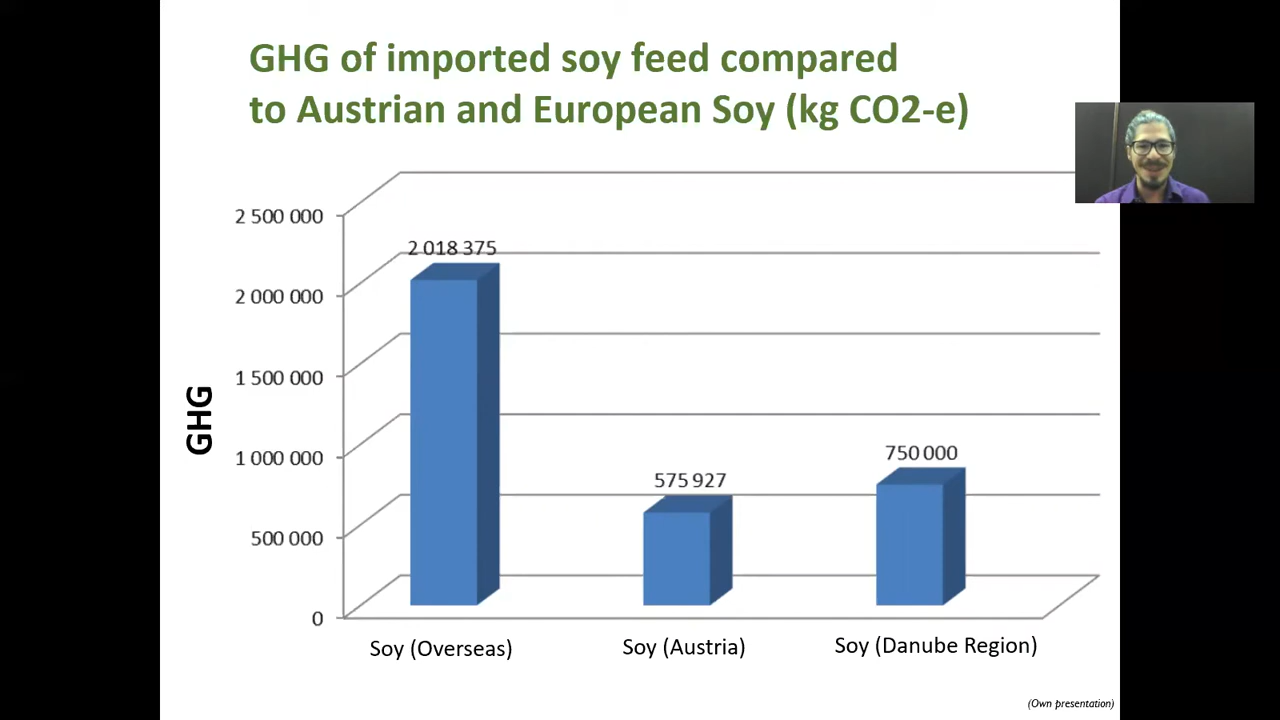 GHG of imported soy feed compared
to Austrian and European Soy (kg CO2-e)
2 500 000
2 018 375
2 000 000
1 500 000
GHG
1 000 000
750 000
575 927
500 000
0
Soy (Overseas)
Soy (Austria)
Soy (Danube Region)
(Own presentation)